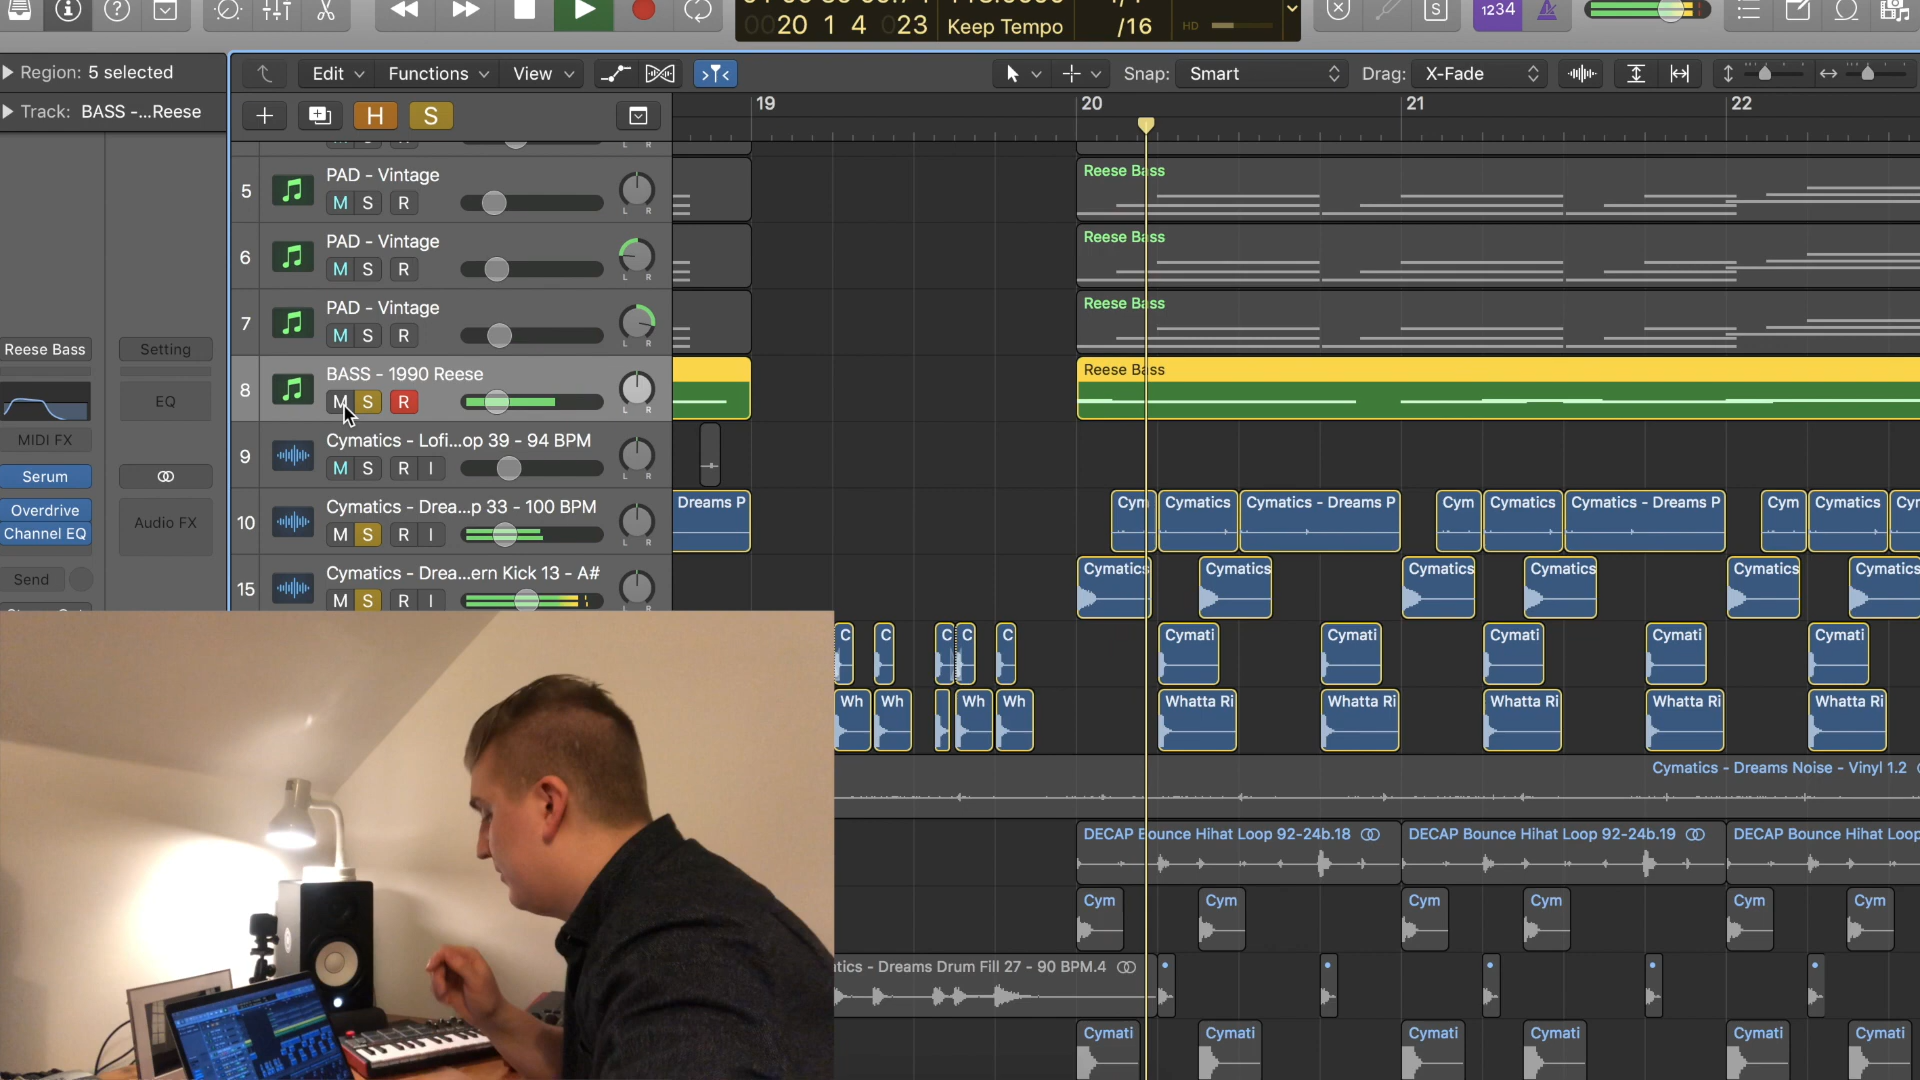 1234
20 1 4 023
Keep Tempo
/16
HD
Region: 5 selected
Edit
Functions
View
Snap: Smart
Drag: X-Fade
Track: BASS -...Reese
H
S
19
20
21
22
5
PAD - Vintage
M S R
L R
Reese Bass
6
PAD - Vintage
M S R
L R
Reese Bass
7
PAD - Vintage
M S R
L R
Reese Bass
Reese Bass
Setting
EQ
MIDI FX
Serum
Overdrive
Channel EQ
Audio FX
Send
8
BASS - 1990 Reese
M S R
L R
Reese Bass
9
Cymatics - Lofi...op 39 - 94 BPM
M S R I
L R
10
Cymatics - Drea...p 33 - 100 BPM
M S R I
L R
Dreams P
Cym
Cymatics
Cymatics - Dreams P
Cym
Cymatics
Cymatics - Dreams P
Cym
Cymatics
15
Cymatics - Drea...ern Kick 13 - A#
M S R I
L R
Cymatics
Cymatics
Cymatics
Cymatics
Cymatics
Cymatics
C
C
C
C
C
Cymati
Cymati
Cymati
Cymati
Cymati
Wh
Wh
Wh
Wh
Whatta Ri
Whatta Ri
Whatta Ri
Whatta Ri
Whatta Ri
Cymatics - Dreams Noise - Vinyl 1.2
DECAP Bounce Hihat Loop 92-24b.18
DECAP Bounce Hihat Loop 92-24b.19
DECAP Bounce Hihat Loop
Cym
Cym
Cym
Cym
Cym
Cym
tics - Dreams Drum Fill 27 - 90 BPM.4
Cymati
Cymati
Cymati
Cymati
Cymati
Cymati